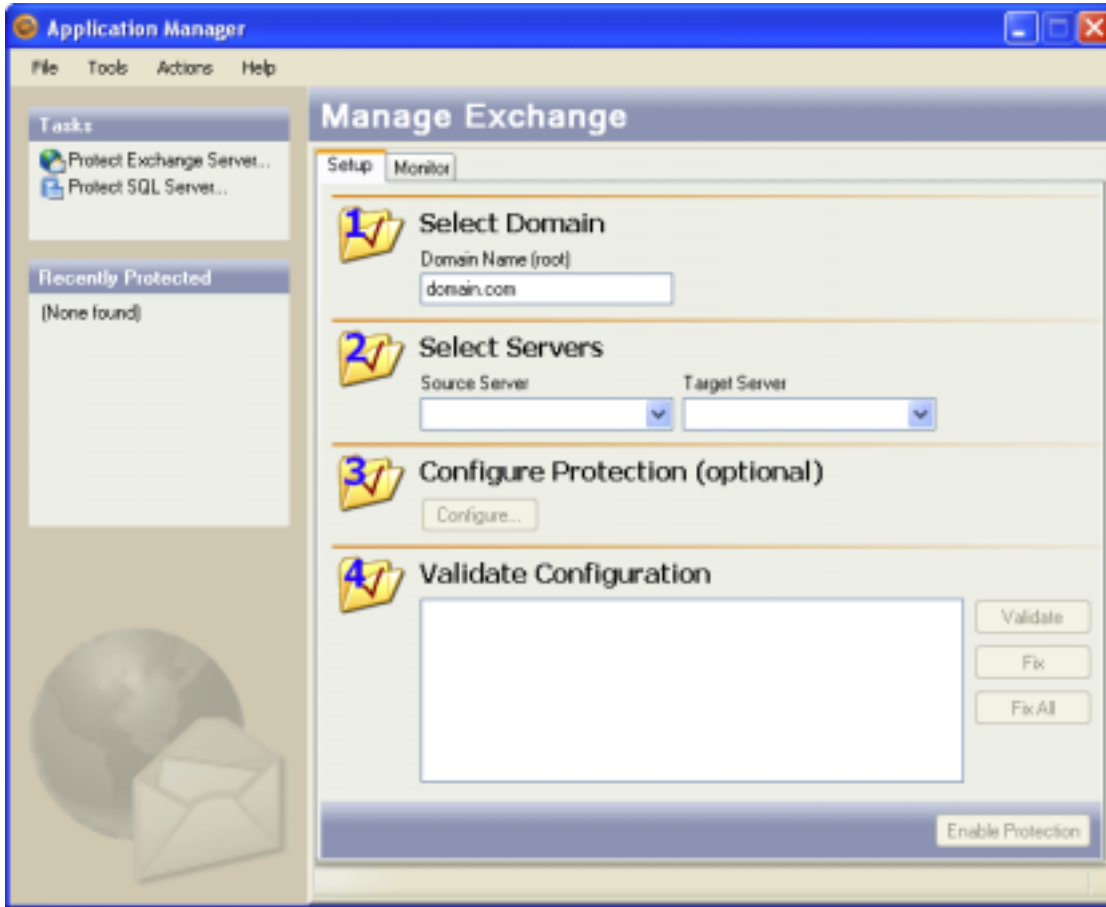 Application Manager
File Tools Actions Help
Tasks
Protect Exchange Server...
Protect SQL Server...
Recently Protected
(None found)
Manage Exchange
Setup Monitor
1 Select Domain
Domain Name (root)
domain.com
2 Select Servers
Source Server Target Server
3 Configure Protection (optional)
Configure...
4 Validate Configuration
Validate
Fix
Fix All
Enable Protection